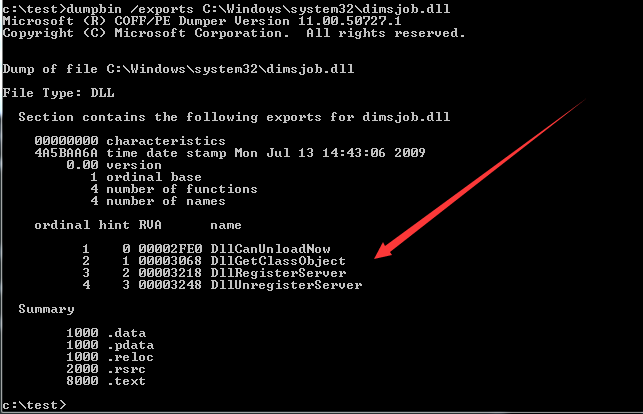 c:\test>dumpbin /exports C:\Windows\system32\dimsjob.dll
Microsoft (R) COFF/PE Dumper Version 11.00.50727.1
Copyright (C) Microsoft Corporation.  All rights reserved.
Dump of file C:\Windows\system32\dimsjob.dll
File Type: DLL
Section contains the following exports for dimsjob.dll
00000000 characteristics
4A5BAA6A time date stamp Mon Jul 13 14:43:06 2009
0.00 version
1 ordinal base
4 number of functions
4 number of names
ordinal hint RVA      name
1    0 00002FE0 DllCanUnloadNow
2    1 00003068 DllGetClassObject
3    2 00003218 DllRegisterServer
4    3 00003248 DllUnregisterServer
Summary
1000 .data
1000 .pdata
1000 .reloc
2000 .rsrc
8000 .text
c:\test>